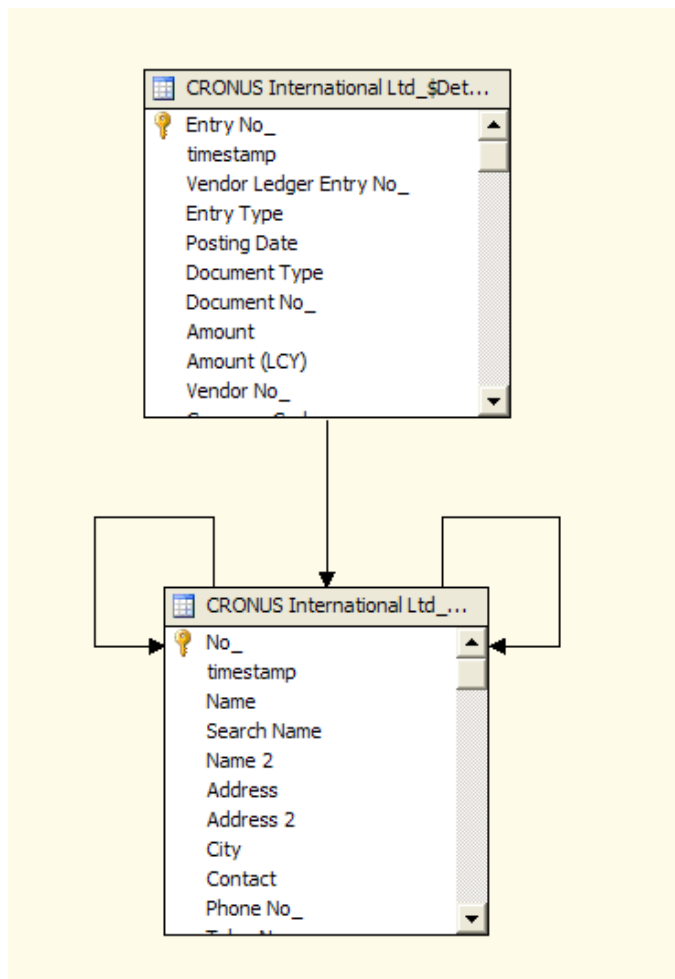 CRONUS International Ltd_$Det...
Entry No_
timestamp
Vendor Ledger Entry No_
Entry Type
Posting Date
Document Type
Document No_
Amount
Amount (LCY)
Vendor No_
CRONUS International Ltd_...
No_
timestamp
Name
Search Name
Name 2
Address
Address 2
City
Contact
Phone No_